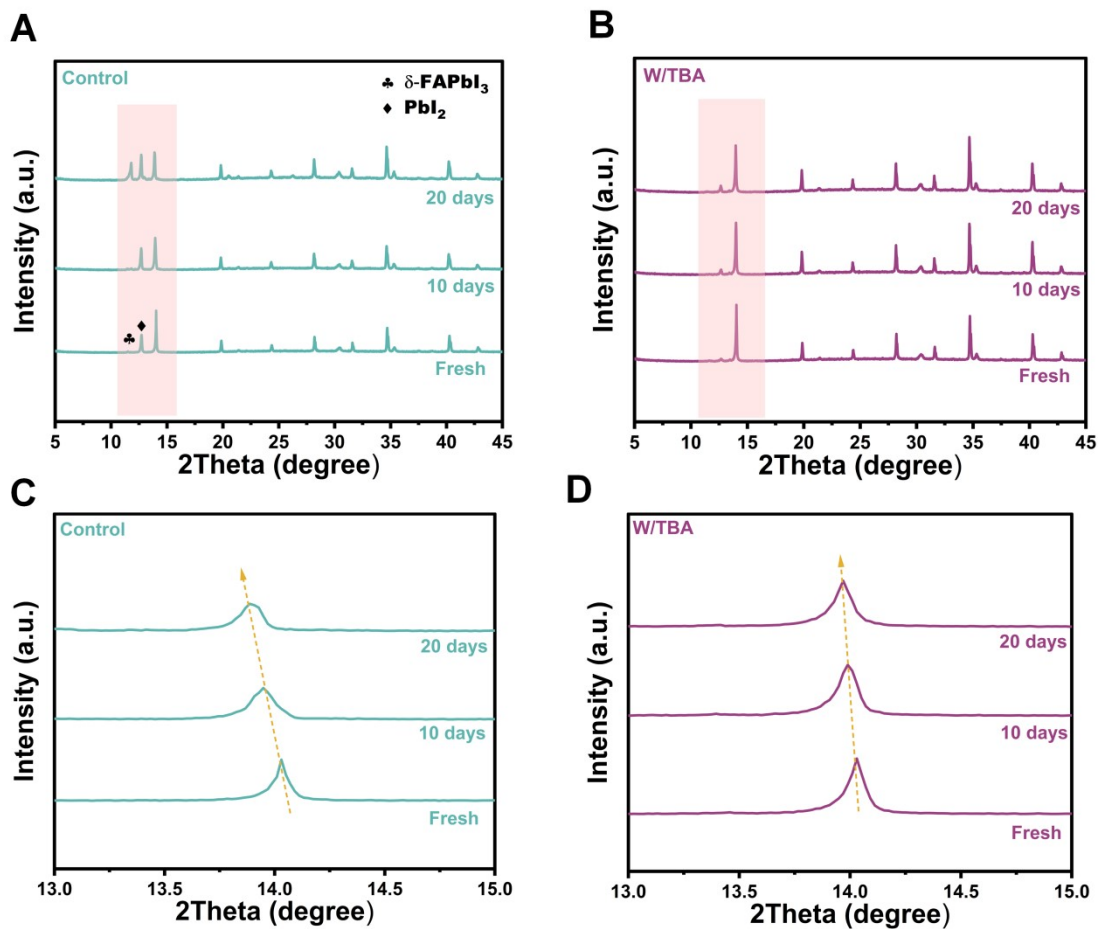 A
Control
♣ δ-FAPbI₃
♦ PbI₂
20 days
10 days
♣ ♦
Fresh
Intensity (a.u.)
5 10 15 20 25 30 35 40 45
2Theta (degree)
B
W/TBA
20 days
10 days
Fresh
Intensity (a.u.)
5 10 15 20 25 30 35 40 45
2Theta (degree)
C
Control
20 days
10 days
Fresh
Intensity (a.u.)
13.0 13.5 14.0 14.5 15.0
2Theta (degree)
D
W/TBA
20 days
10 days
Fresh
Intensity (a.u.)
13.0 13.5 14.0 14.5 15.0
2Theta (degree)